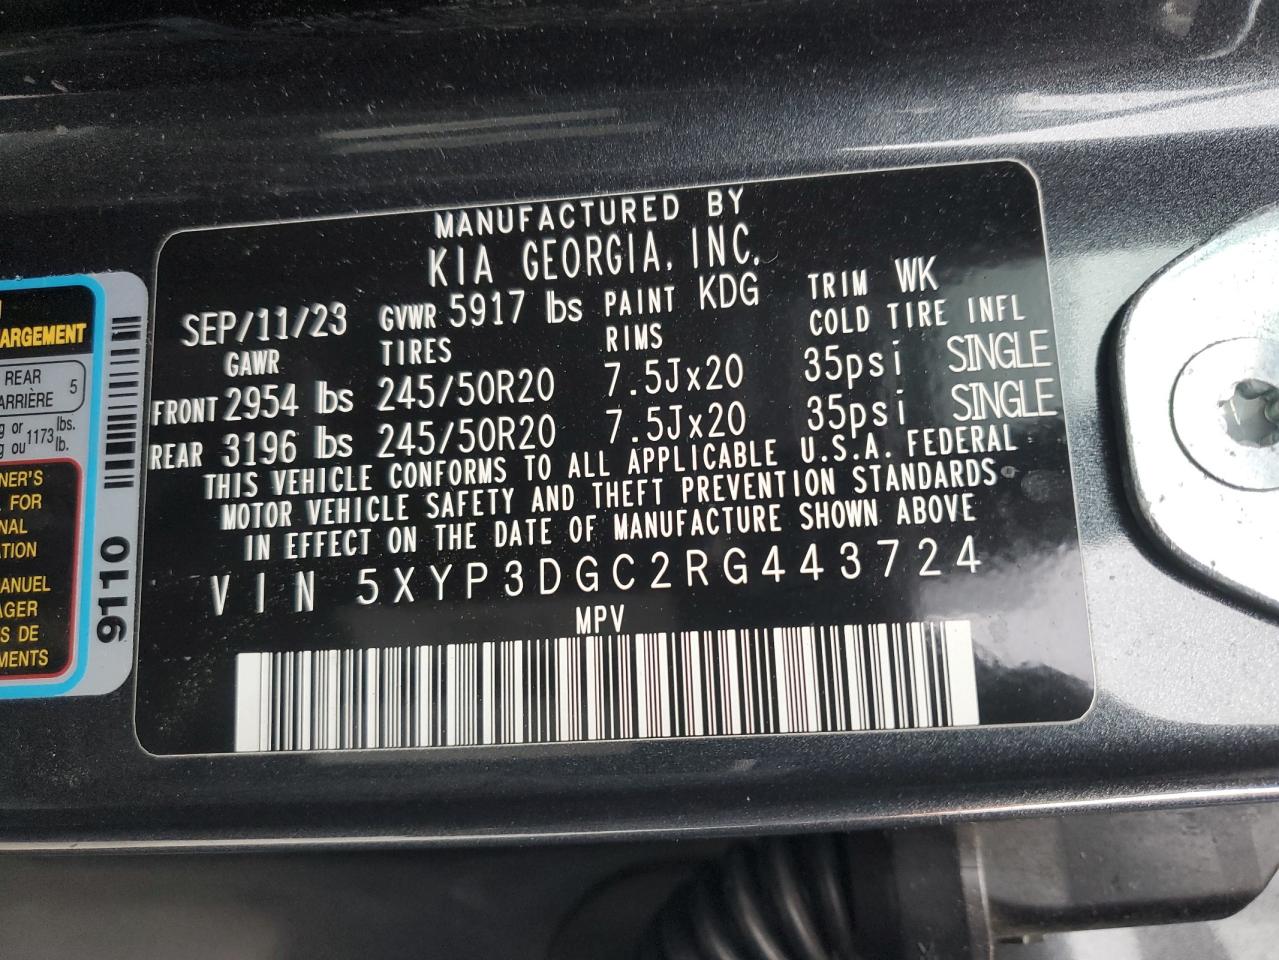 MANUFACTURED BY
KIA GEORGIA, INC.
SEP/11/23 GVWR 5917 lbs PAINT KDG TRIM WK
GAWR TIRES RIMS COLD TIRE INFL
FRONT 2954 lbs 245/50R20 7.5Jx20 35psi SINGLE
REAR 3196 lbs 245/50R20 7.5Jx20 35psi SINGLE
THIS VEHICLE CONFORMS TO ALL APPLICABLE U.S.A. FEDERAL
MOTOR VEHICLE SAFETY AND THEFT PREVENTION STANDARDS
IN EFFECT ON THE DATE OF MANUFACTURE SHOWN ABOVE
VIN 5XYP3DGC2RG443724
MPV
ARGEMENT
REAR 5
ARRIÈRE
g or 1173 lbs.
g ou lb.
NER'S
L FOR
NAL
TION
MANUEL
AGER
S DE
MENTS
9110